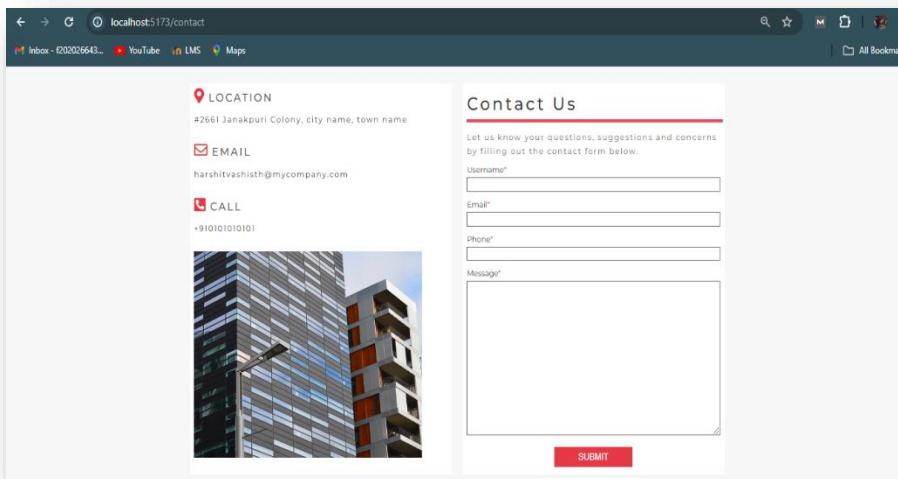 localhost:5173/contact
Inbox - f202026643... YouTube LMS Maps All Bookma
LOCATION
#2661 Janakpuri Colony, city name, town name
EMAIL
harshitvashisth@mycompany.com
CALL
+910101010101
Contact Us
Let us know your questions, suggestions and concerns
by filling out the contact form below.
Username*
Email*
Phone*
Message*
SUBMIT